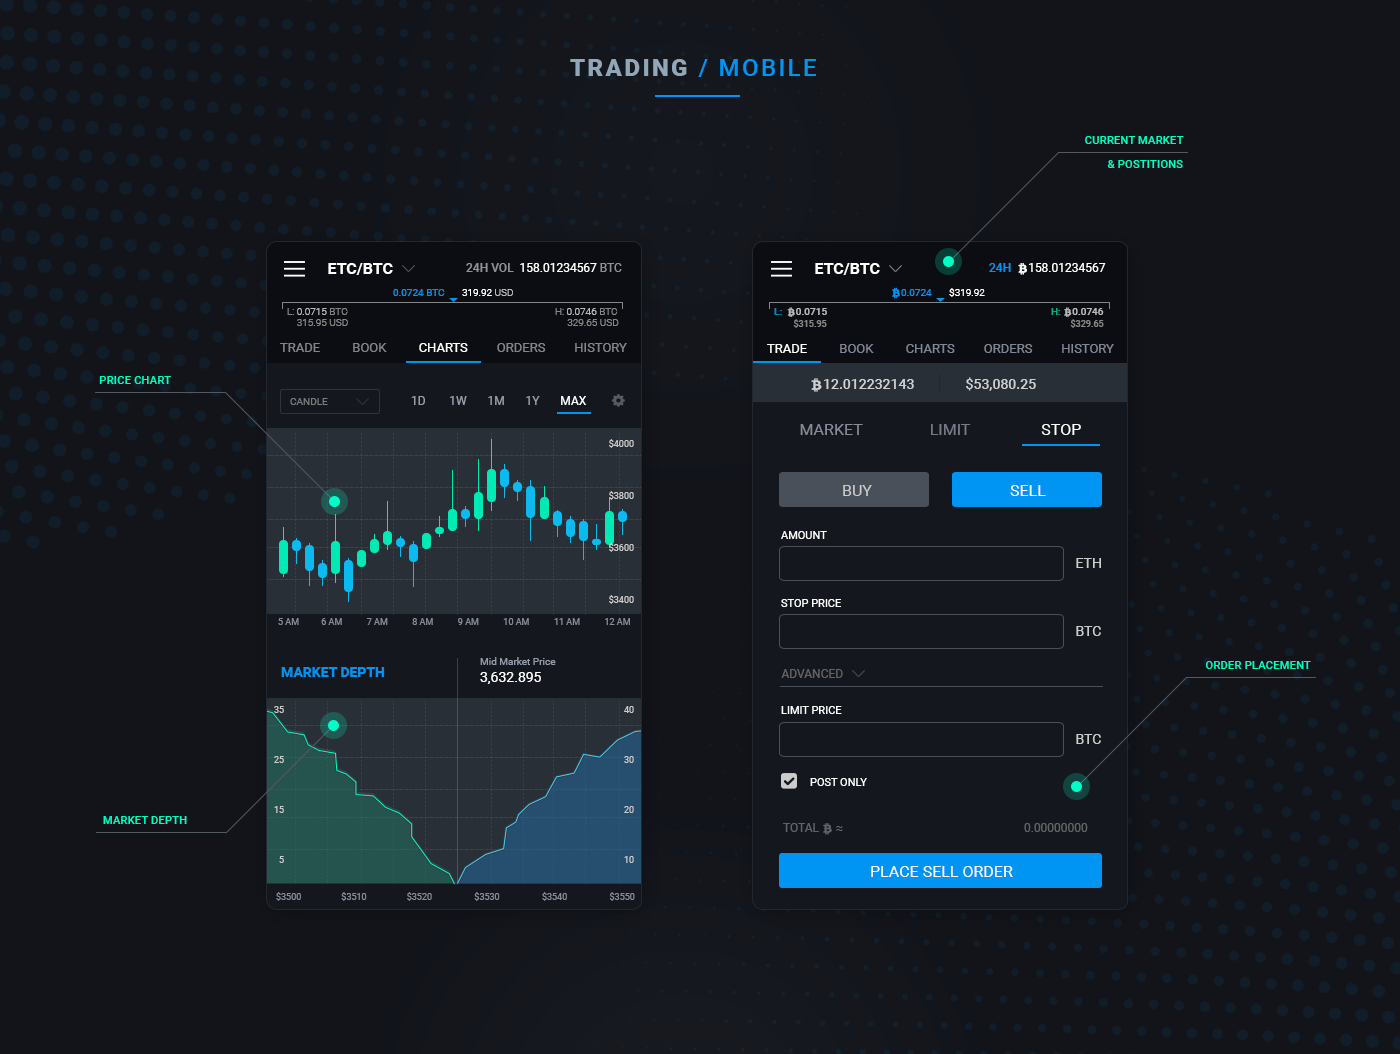 TRADING / MOBILE
CURRENT MARKET
& POSTITIONS
ETC/BTC
24H VOL 158.01234567 BTC
0.0724 BTC 319.92 USD
L: 0.0715 BTC
315.95 USD
H: 0.0746 BTC
329.65 USD
TRADE BOOK CHARTS ORDERS HISTORY
PRICE CHART
CANDLE
1D 1W 1M 1Y MAX
$4000
$3800
$3600
$3400
5 AM 6 AM 7 AM 8 AM 9 AM 10 AM 11 AM 12 AM
MARKET DEPTH
Mid Market Price
3,632.895
35 40
25 30
15 20
5 10
MARKET DEPTH
$3500 $3510 $3520 $3530 $3540 $3550
ETC/BTC
24H ₿158.01234567
₿0.0724 $319.92
L: ₿0.0715
$315.95
H: ₿0.0746
$329.65
TRADE BOOK CHARTS ORDERS HISTORY
₿12.012232143 $53,080.25
MARKET LIMIT STOP
BUY SELL
AMOUNT
ETH
STOP PRICE
BTC
ADVANCED
LIMIT PRICE
BTC
POST ONLY
ORDER PLACEMENT
TOTAL ₿ ≈ 0.00000000
PLACE SELL ORDER